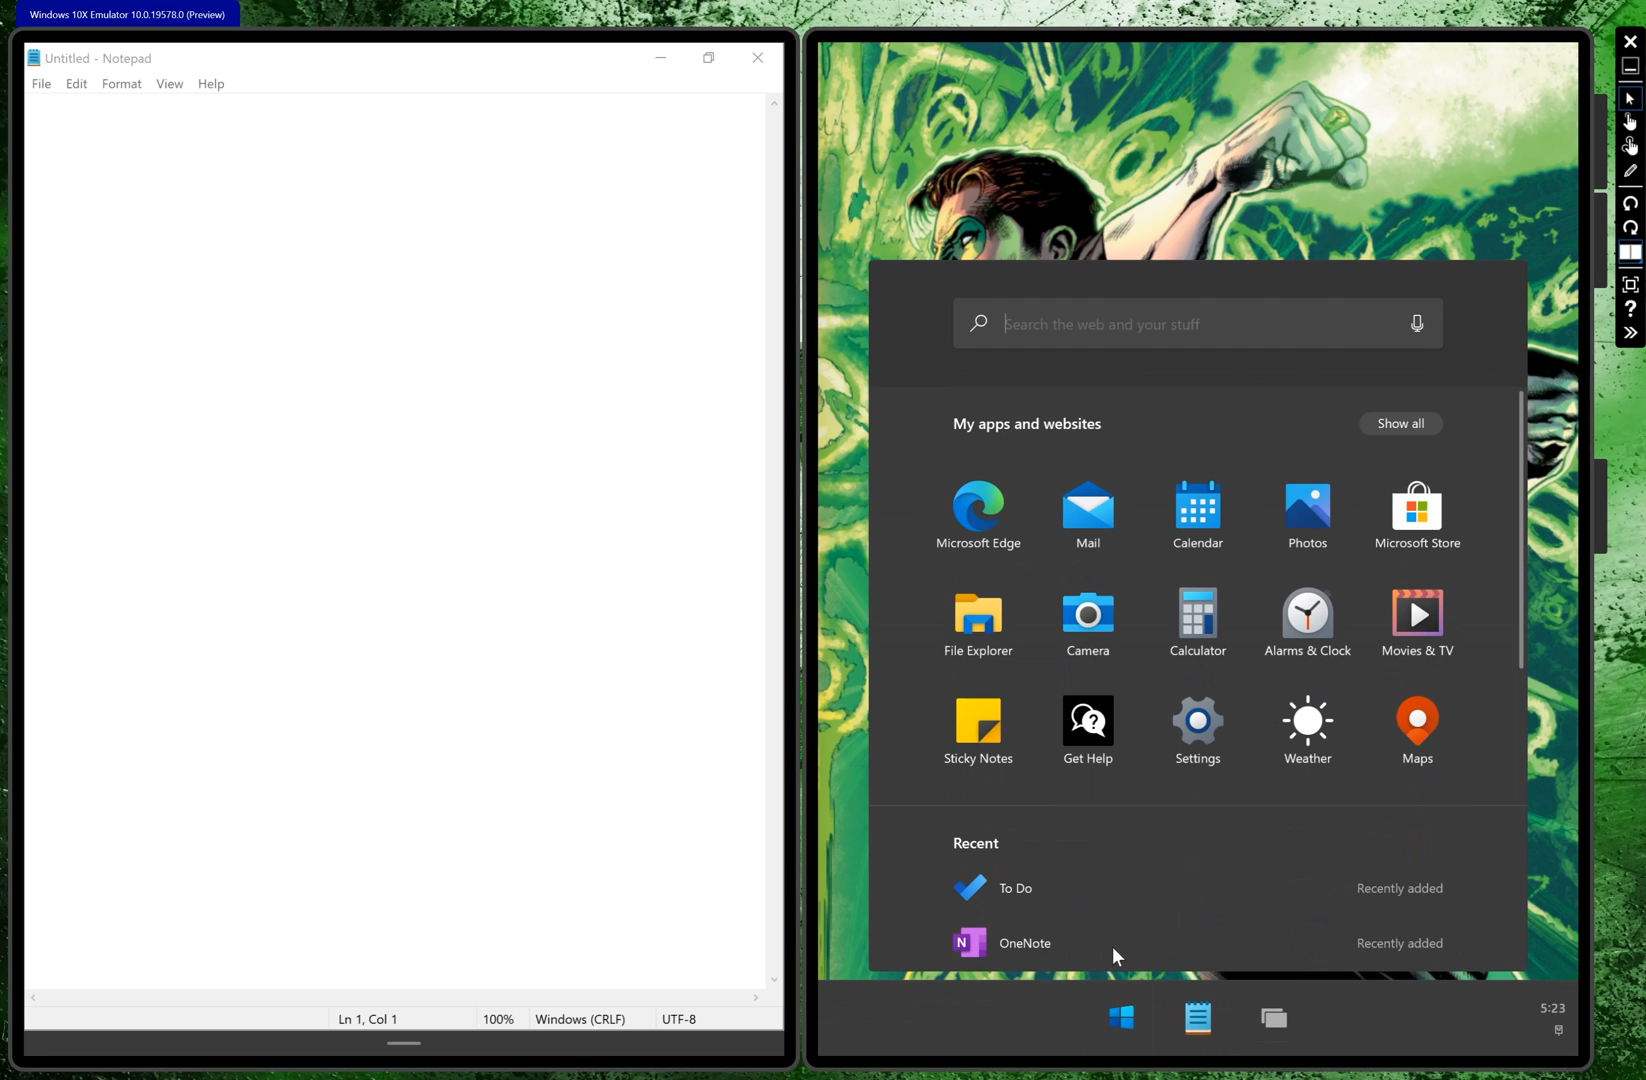 Windows 10X Emulator 10.0.19578.0 (Preview)
Untitled - Notepad
File Edit Format View Help
Ln 1, Col 1 100% Windows (CRLF) UTF-8
Search the web and your stuff
My apps and websites Show all
Microsoft Edge Mail Calendar Photos Microsoft Store
File Explorer Camera Calculator Alarms & Clock Movies & TV
Sticky Notes Get Help Settings Weather Maps
Recent
To Do Recently added
N OneNote Recently added
5:23